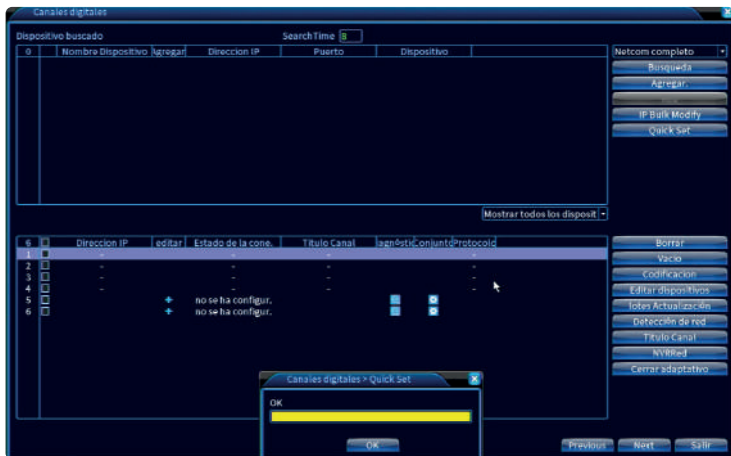 Canales digitales
Dispositivo buscado SearchTime 8
0 Nombre Dispositivo Agregar Direccion IP Puerto Dispositivo
Netcom completo
Busqueda
Agregar.
IP Bulk Modify
Quick Set
Mostrar todos los disposit
6 Direccion IP editar Estado de la cone. Titulo Canal iagnósti Conjunto Protocolo
1 - - - -
2 - - - -
3 - - - -
4 - - - -
5 + no se ha configur.
6 + no se ha configur.
Borrar
Vacio
Codificacion
Editar dispositivos
lotes Actualización
Detección de red
Titulo Canal
NVRRed
Cerrar adaptativo
Canales digitales > Quick Set
OK
OK
Previous Next Salir